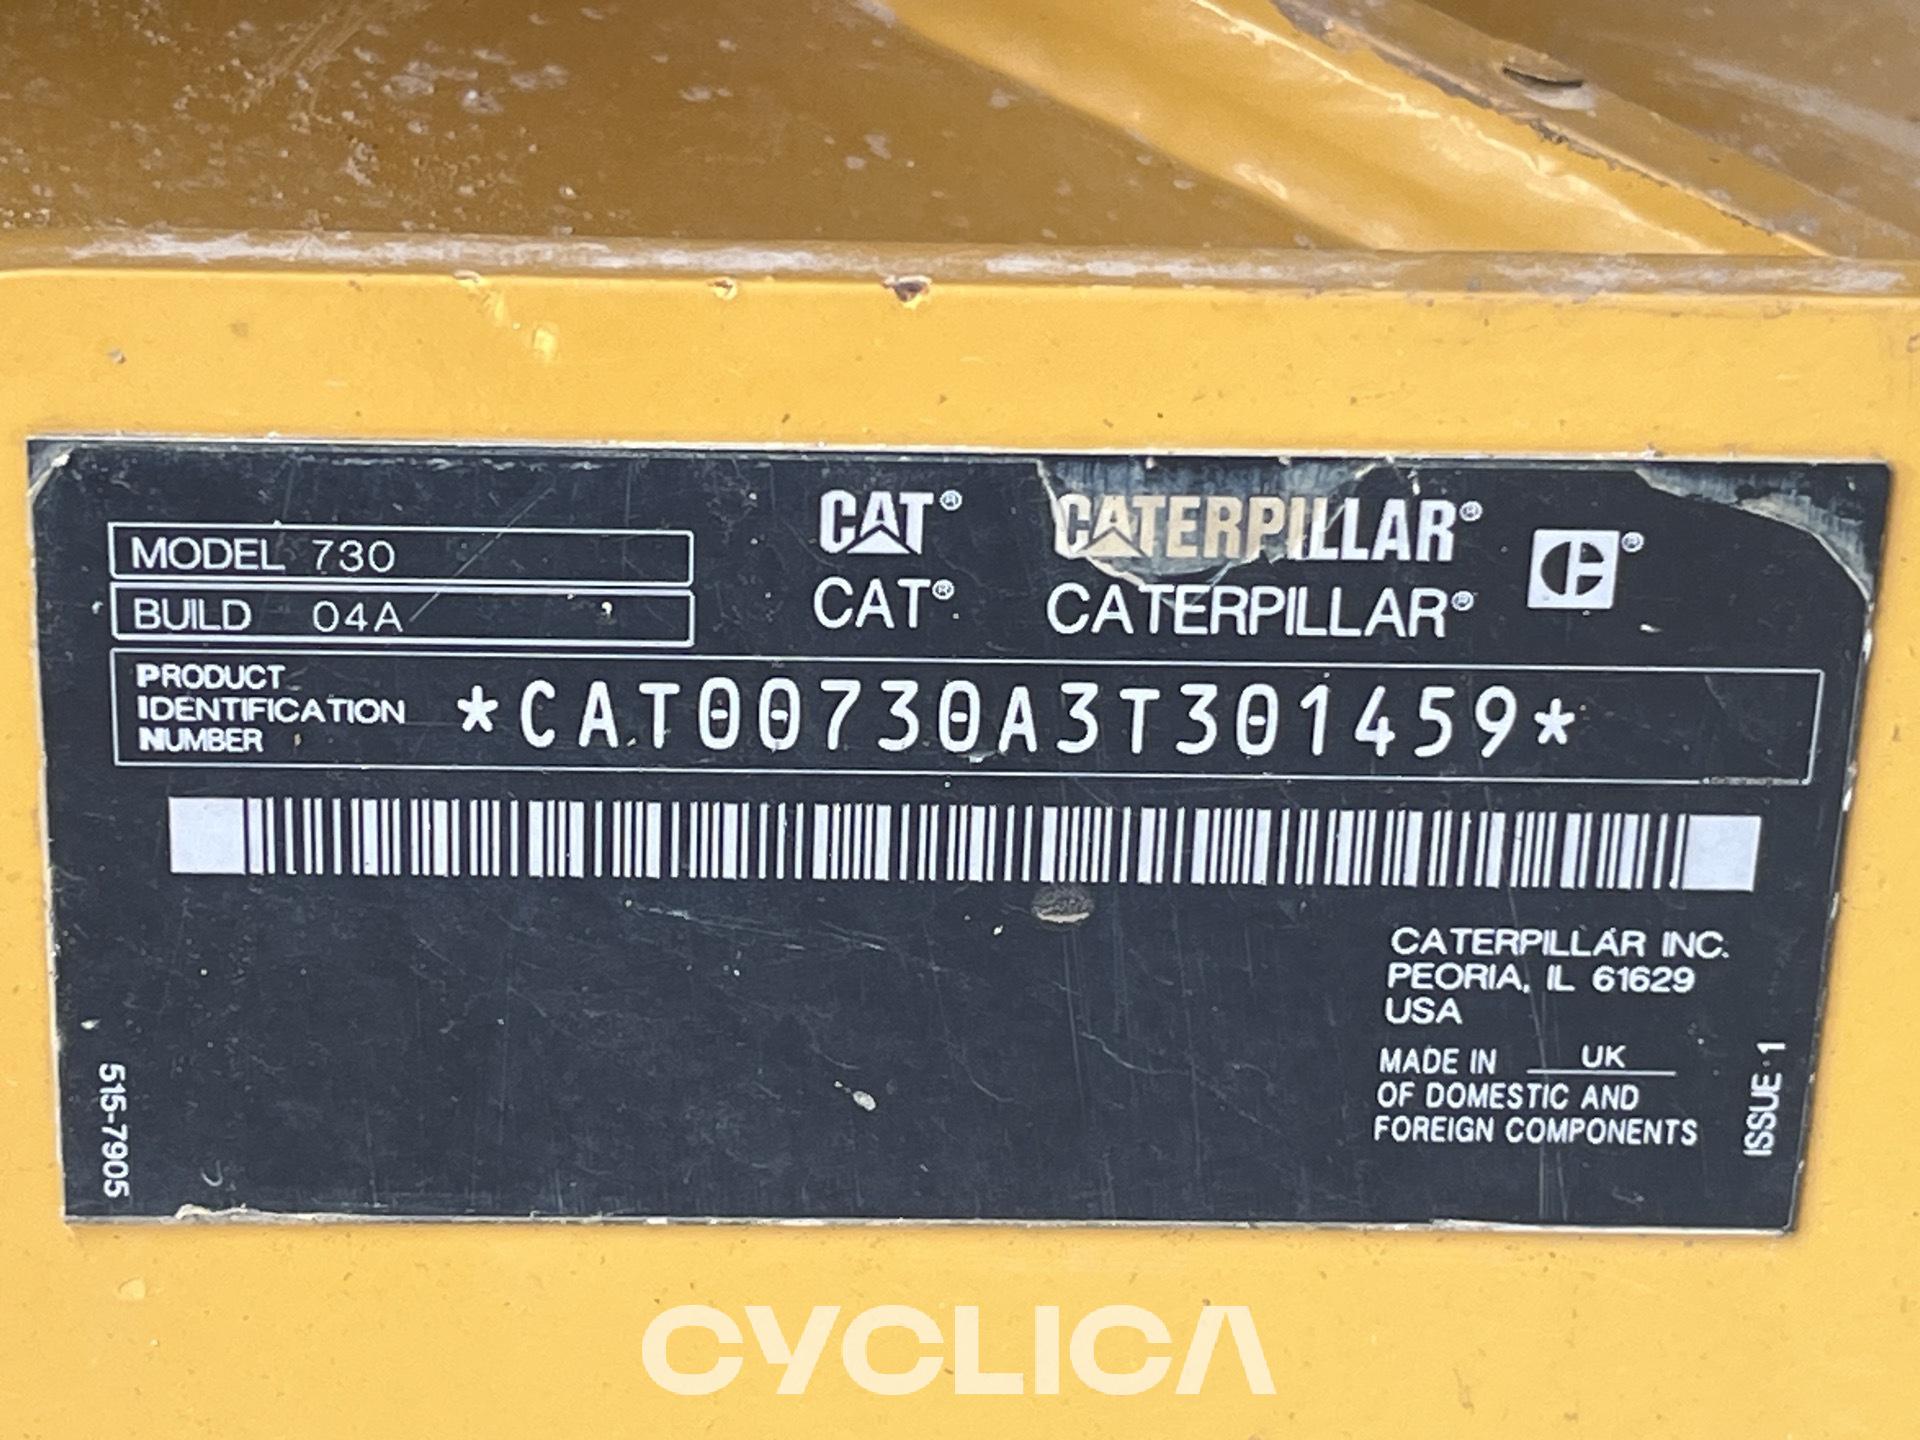 CAT® CATERPILLAR®
CAT® CATERPILLAR®
MODEL 730
BUILD 04A
PRODUCT
IDENTIFICATION
NUMBER
*CAT00730A3T301459*
CATERPILLAR INC.
PEORIA, IL 61629
USA
MADE IN UK
OF DOMESTIC AND
FOREIGN COMPONENTS
515-7905
ISSUE 1
CYCLICA